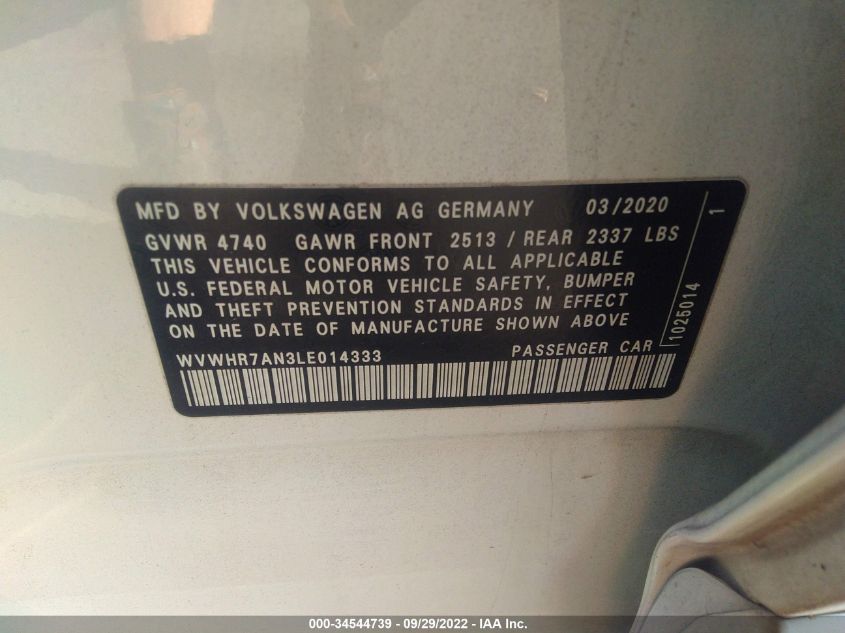 MFD BY VOLKSWAGEN AG GERMANY 03/2020
GVWR 4740 GAWR FRONT 2513 / REAR 2337 LBS
THIS VEHICLE CONFORMS TO ALL APPLICABLE
U.S. FEDERAL MOTOR VEHICLE SAFETY, BUMPER
AND THEFT PREVENTION STANDARDS IN EFFECT
ON THE DATE OF MANUFACTURE SHOWN ABOVE
WVWHR7AN3LE014333 PASSENGER CAR
1025014 1
000-34544739 - 09/29/2022 - IAA Inc.